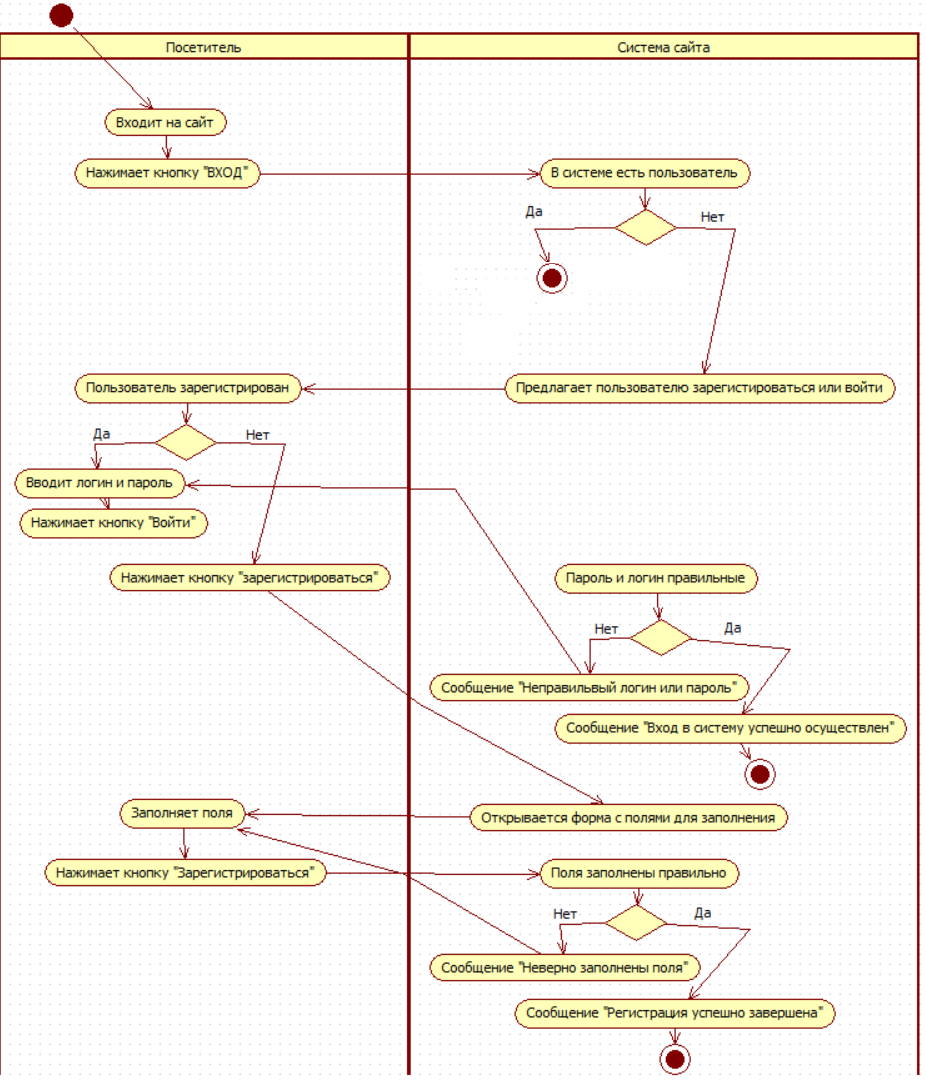 Посетитель
Система сайта
Входит на сайт
Нажимает кнопку "ВХОД"
В системе есть пользователь
Да
Нет
Предлагает пользователю зарегистироваться или войти
Пользователь зарегистрирован
Да
Нет
Вводит логин и пароль
Нажимает кнопку "Войти"
Нажимает кнопку "зарегистрироваться"
Пароль и логин правильные
Нет
Да
Сообщение "Неправильвый логин или пароль"
Сообщение "Вход в систему успешно осуществлен"
Заполняет поля
Открывается форма с полями для заполнения
Нажимает кнопку "Зарегистрироваться"
Поля заполнены правильно
Нет
Да
Сообщение "Неверно заполнены поля"
Сообщение "Регистрация успешно завершена"